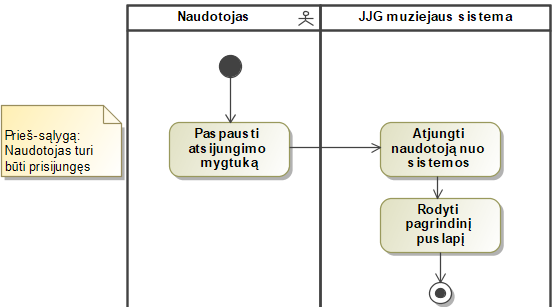 Naudotojas
JJG muziejaus sistema
Prieš-sąlygą:
Naudotojas turi
būti prisijungęs
Paspausti
atsijungimo
mygtuką
Atjungti
naudotoją nuo
sistemos
Rodyti
pagrindinį
puslapį